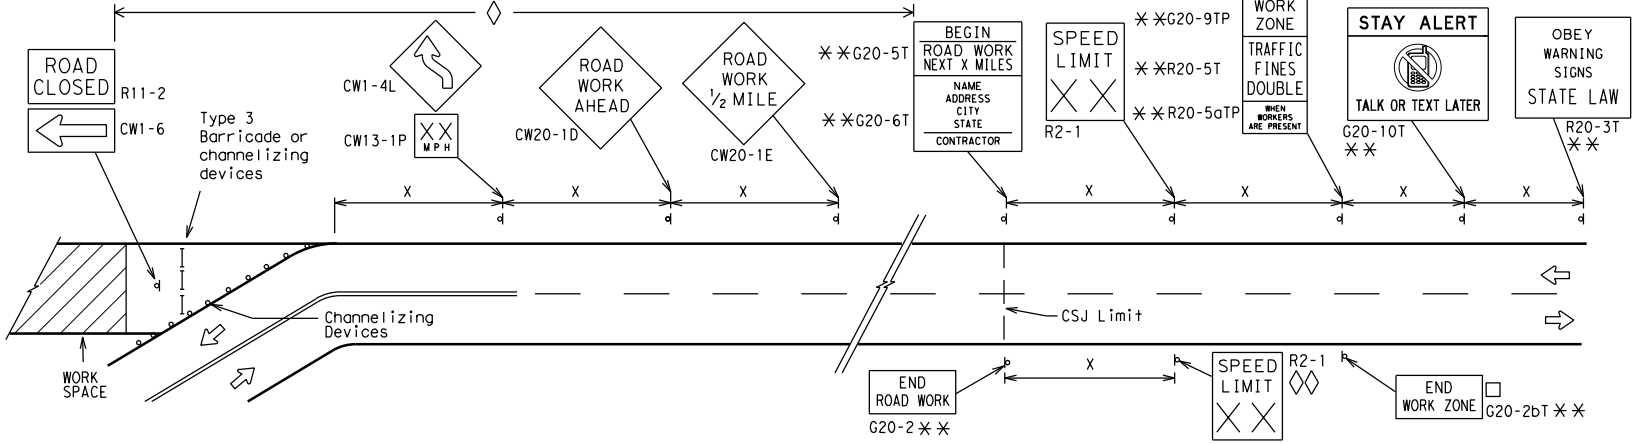 ROAD
CLOSED
R11-2
CW1-6
Type 3
Barricade or
channelizing
devices
CW1-4L
XX
MPH
CW13-1P
ROAD
WORK
AHEAD
CW20-1D
ROAD
WORK
1/2 MILE
CW20-1E
**G20-5T
**G20-6T
BEGIN
ROAD WORK
NEXT X MILES
NAME
ADDRESS
CITY
STATE
CONTRACTOR
SPEED
LIMIT
XX
R2-1
**G20-9TP
**R20-5T
**R20-5aTP
WORK
ZONE
TRAFFIC
FINES
DOUBLE
WHEN
WORKERS
ARE PRESENT
STAY ALERT
TALK OR TEXT LATER
G20-10T
**
OBEY
WARNING
SIGNS
STATE LAW
R20-3T
**
X
X
X
X
X
X
X
Channelizing
Devices
WORK
SPACE
CSJ Limit
END
ROAD WORK
G20-2 **
X
SPEED
LIMIT
XX
R2-1
END
WORK ZONE
G20-2bT **